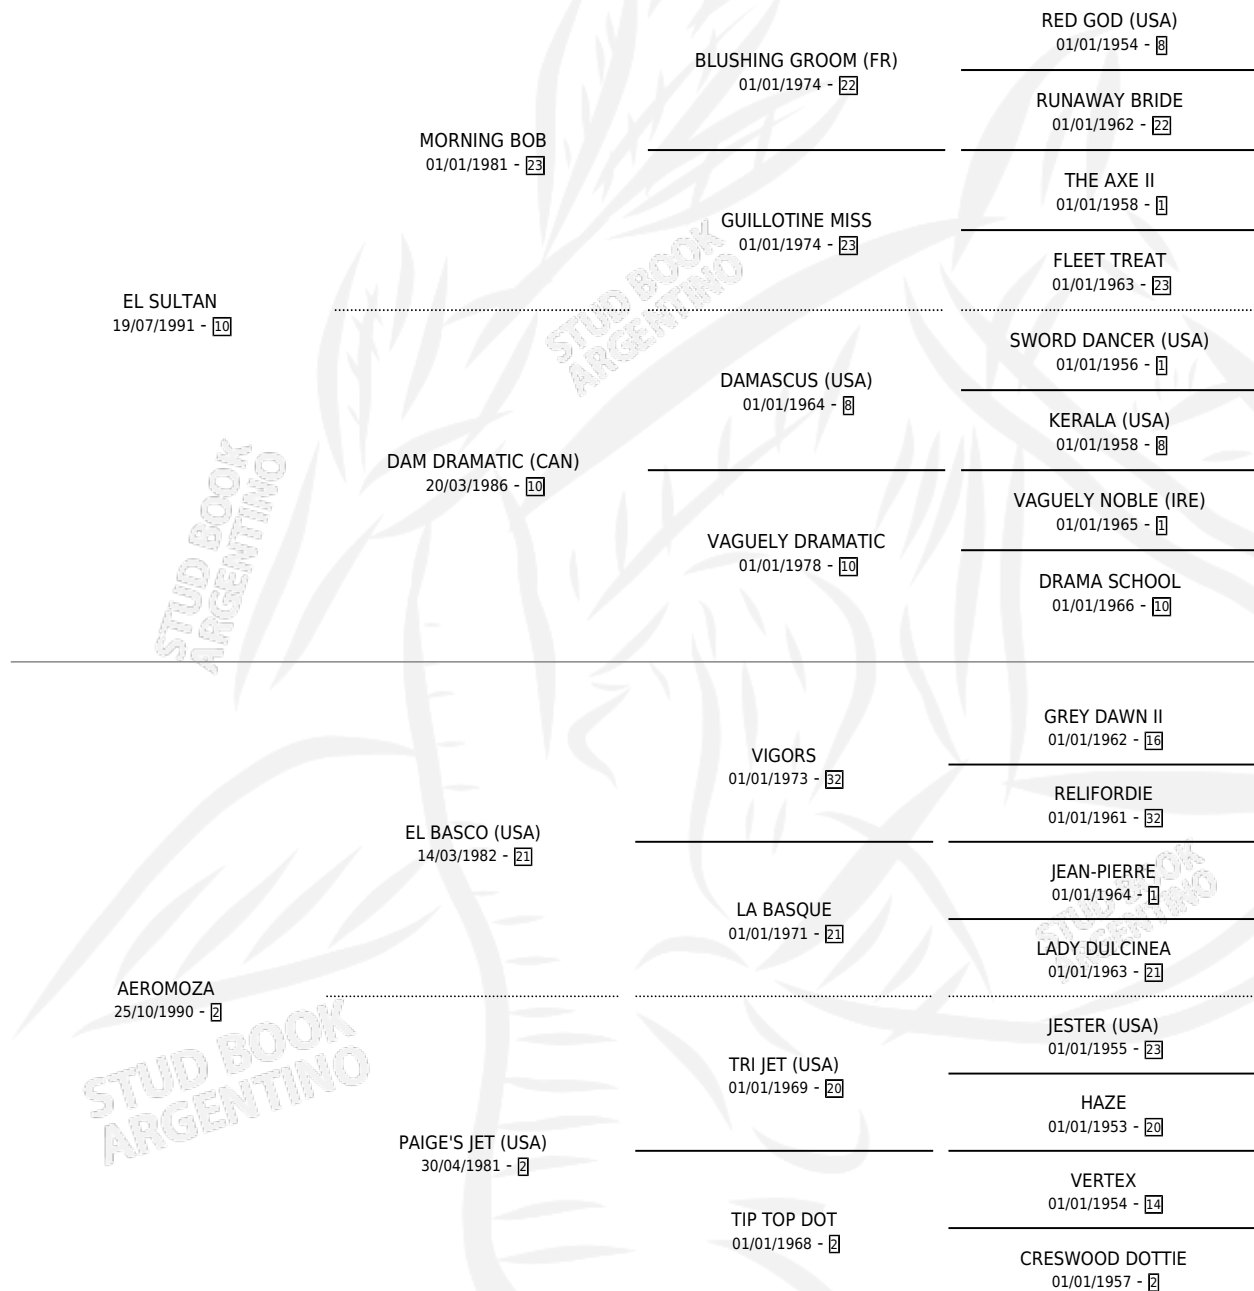 RED GOD (USA)
01/01/1954 - 8
BLUSHING GROOM (FR)
01/01/1974 - 22
RUNAWAY BRIDE
01/01/1962 - 22
MORNING BOB
01/01/1981 - 23
THE AXE II
01/01/1958 - 1
GUILLOTINE MISS
01/01/1974 - 23
FLEET TREAT
01/01/1963 - 23
EL SULTAN
19/07/1991 - 10
STUD BOOK
ARGENTINO
SWORD DANCER (USA)
01/01/1956 - 1
DAMASCUS (USA)
01/01/1964 - 8
KERALA (USA)
01/01/1958 - 8
DAM DRAMATIC (CAN)
20/03/1986 - 10
VAGUELY NOBLE (IRE)
01/01/1965 - 1
VAGUELY DRAMATIC
01/01/1978 - 10
DRAMA SCHOOL
01/01/1966 - 10
STUD BOOK
ARGENTINO
GREY DAWN II
01/01/1962 - 16
VIGORS
01/01/1973 - 32
RELIFORDIE
01/01/1961 - 32
EL BASCO (USA)
14/03/1982 - 21
JEAN-PIERRE
01/01/1964 - 1
LA BASQUE
01/01/1971 - 21
LADY DULCINEA
01/01/1963 - 21
STUD BOOK
ARGENTINO
AEROMOZA
25/10/1990 - 2
STUD BOOK
ARGENTINO
JESTER (USA)
01/01/1955 - 23
TRI JET (USA)
01/01/1969 - 20
HAZE
01/01/1953 - 20
PAIGE'S JET (USA)
30/04/1981 - 2
VERTEX
01/01/1954 - 14
TIP TOP DOT
01/01/1968 - 2
CRESWOOD DOTTIE
01/01/1957 - 2